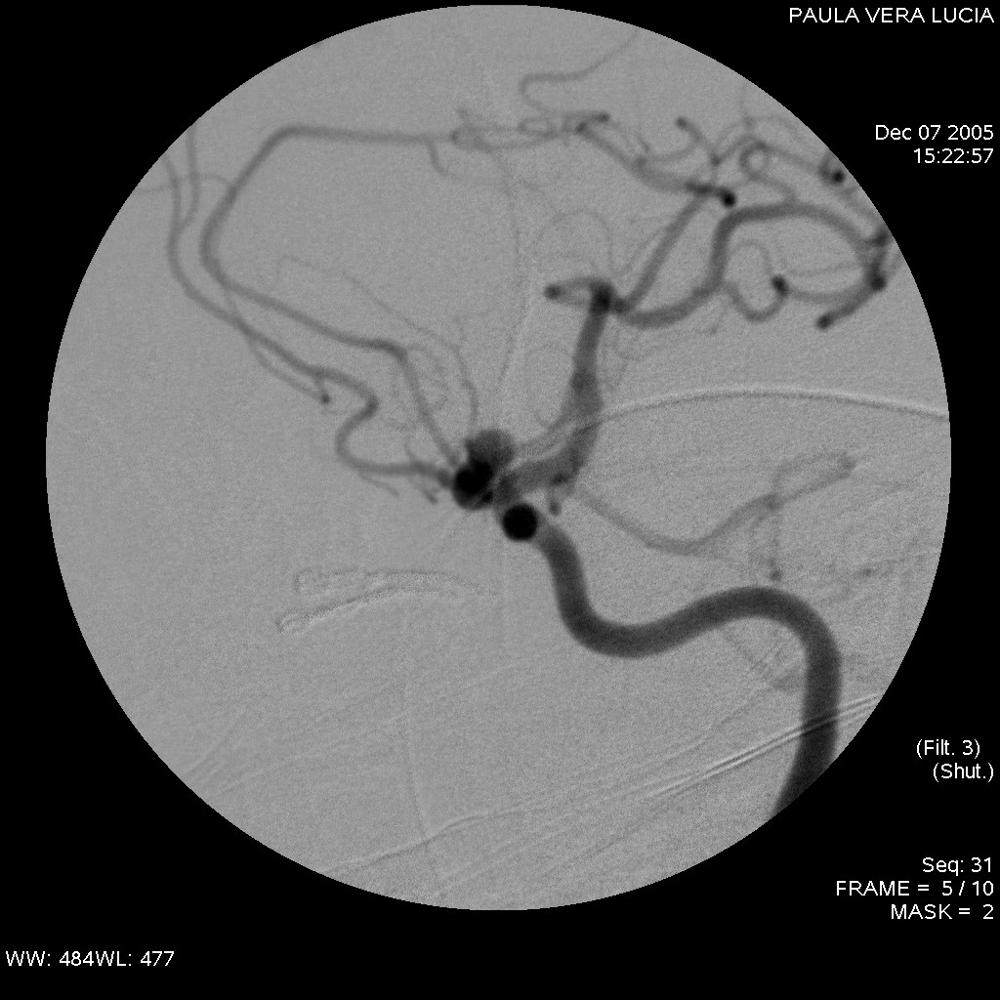 PAULA VERA LUCIA
Dec 07 2005
15:22:57
(Filt. 3)
(Shut.)
Seq: 31
FRAME = 5 / 10
MASK = 2
WW: 484WL: 477